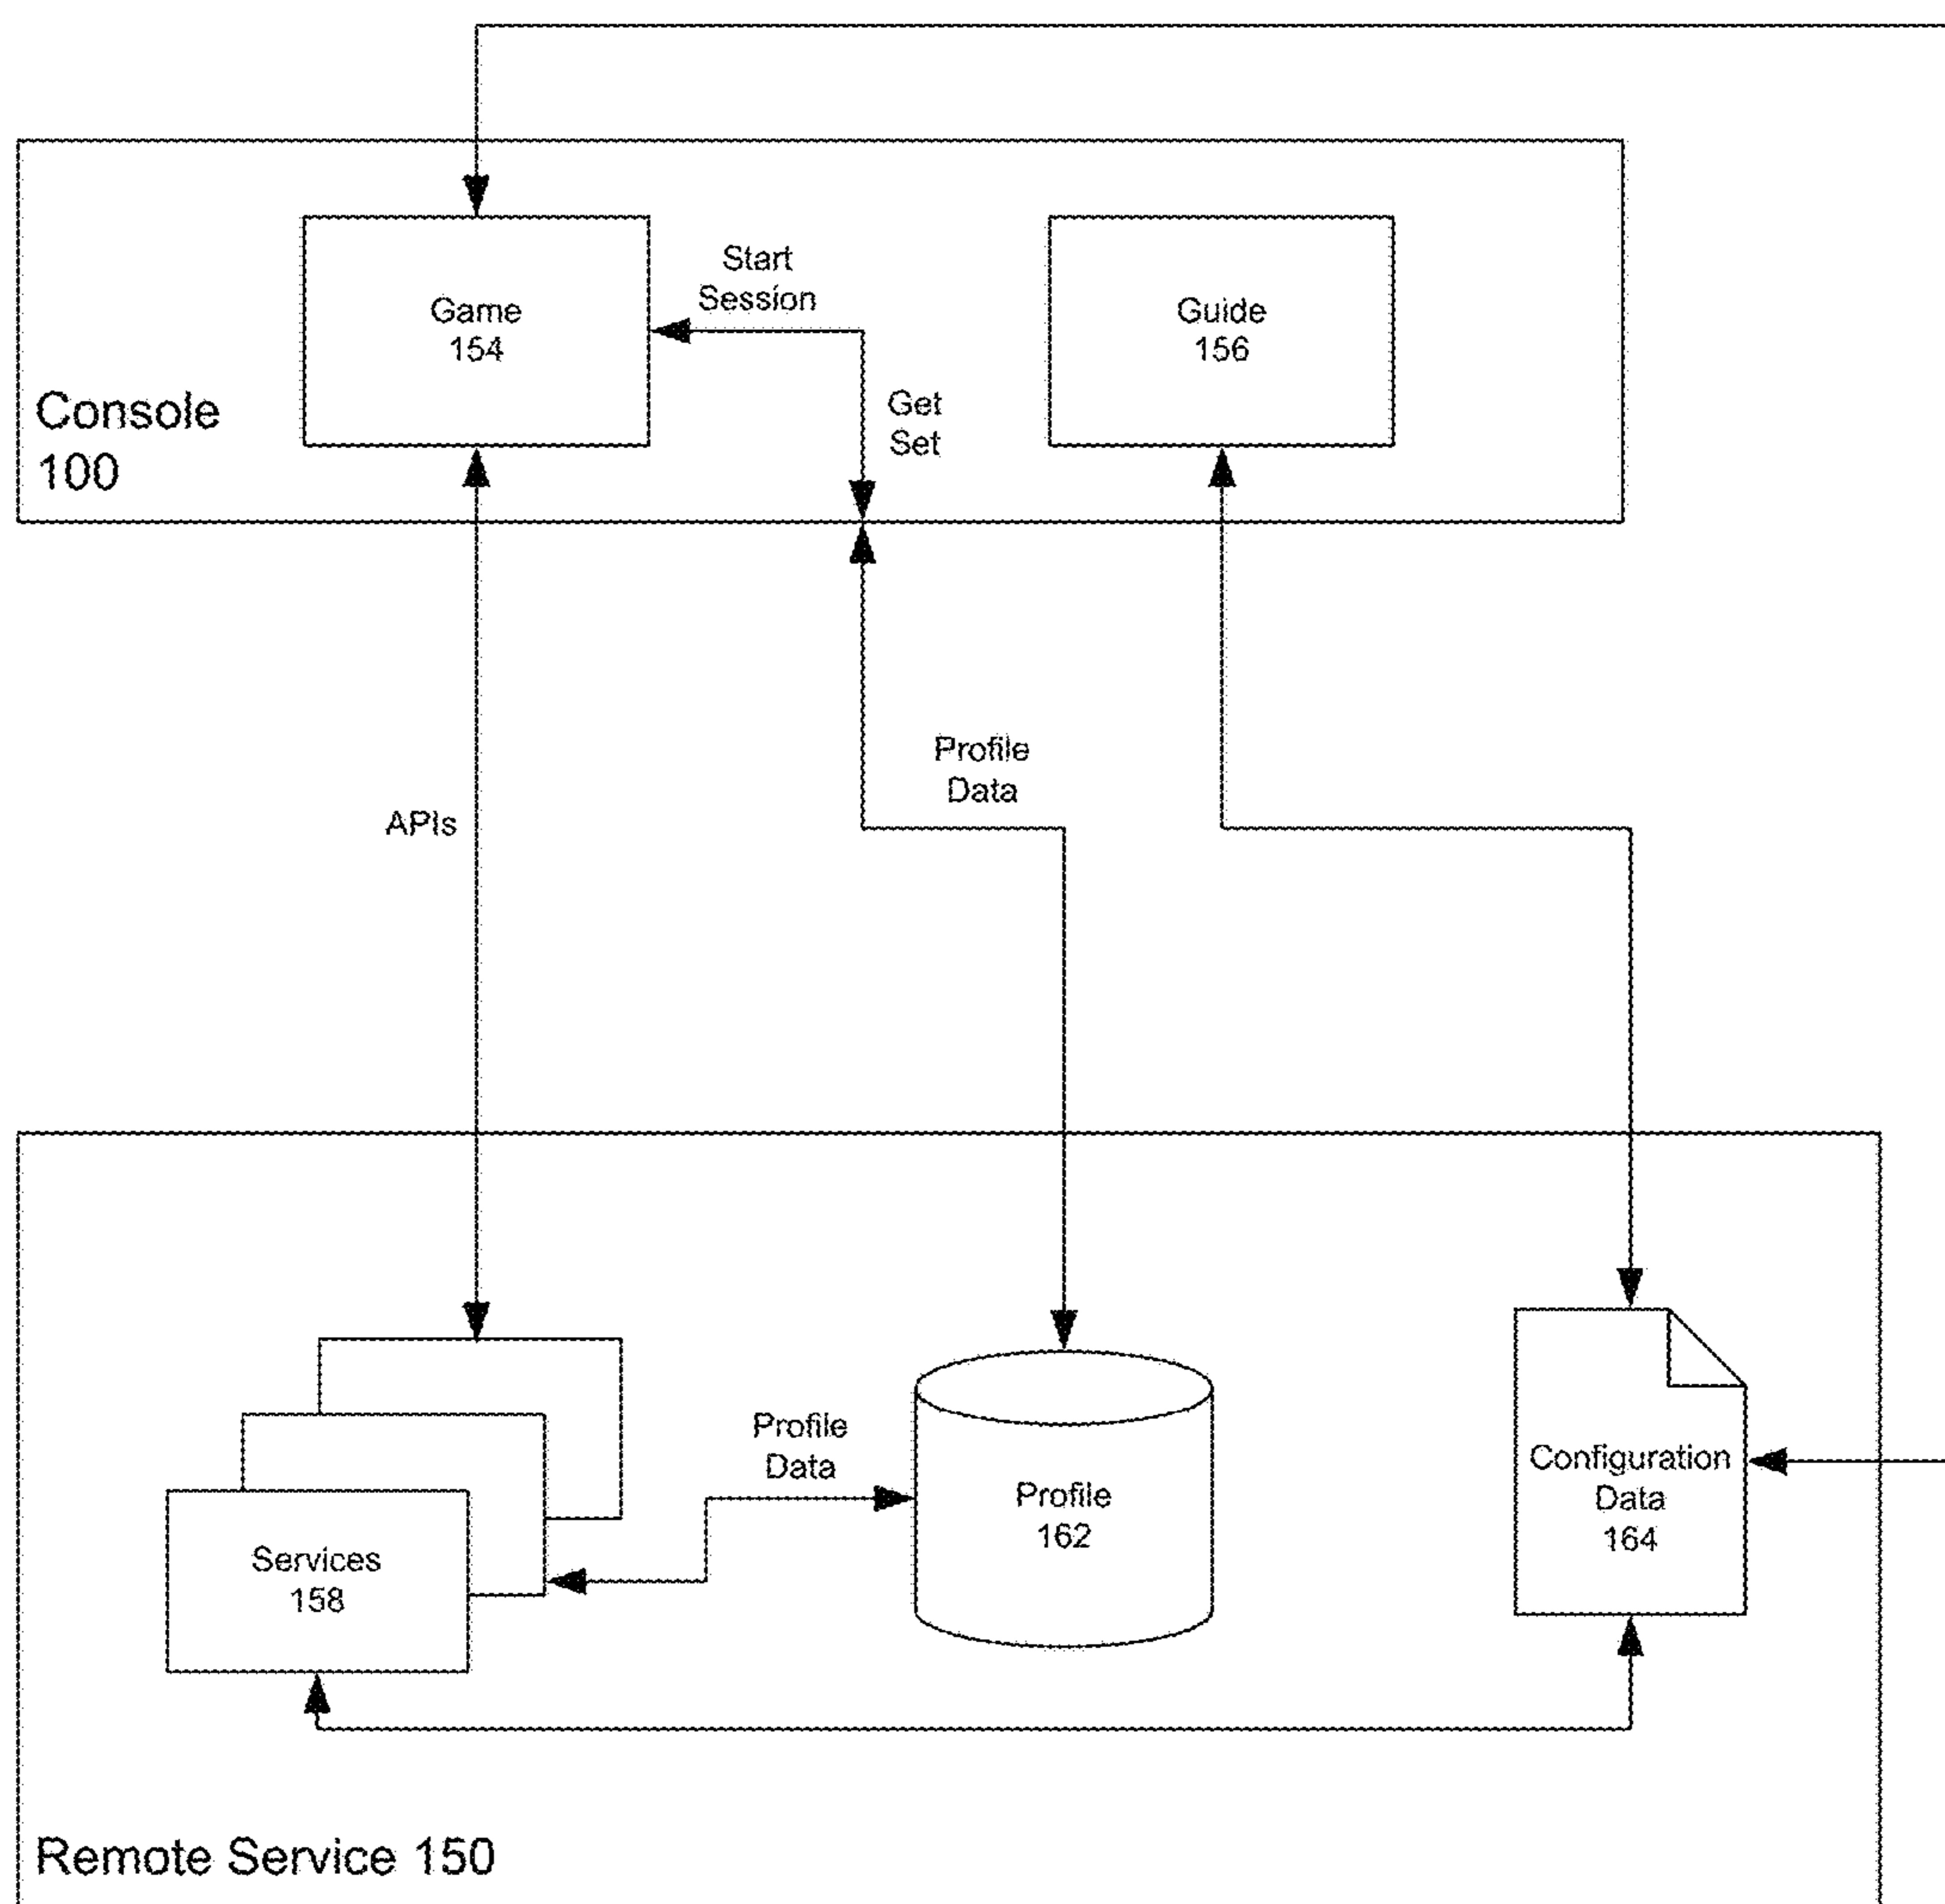 Start
Session
Game
154
Guide
156
Get
Set
Console
100
Profile
Data
APIs
Profile
Data
Configuration
Data
164
Profile
162
Services
158
Remote Service 150